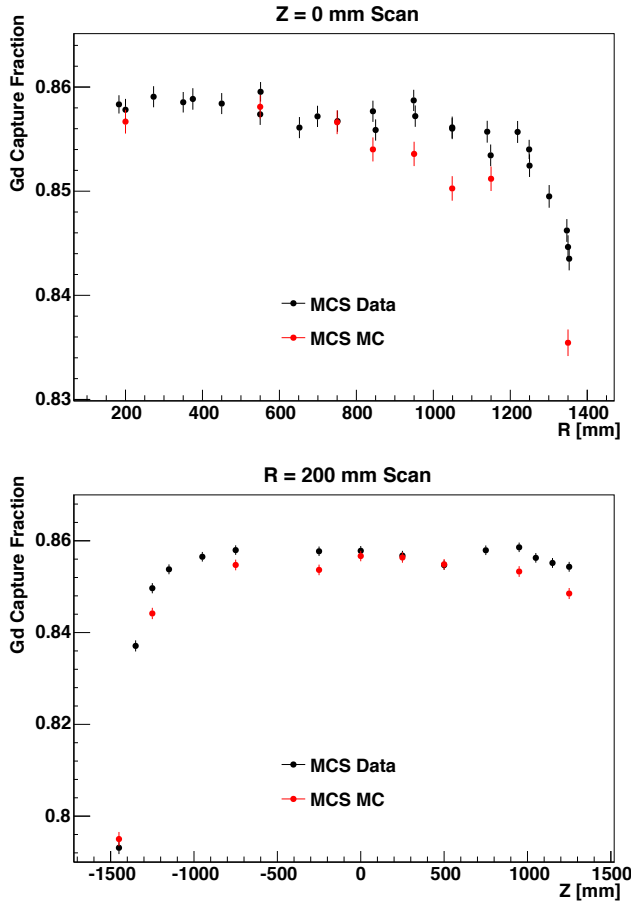 Z = 0 mm Scan
Gd Capture Fraction
0.86
0.85
0.84
0.83
MCS Data
MCS MC
200 400 600 800 1000 1200 1400
R [mm]
R = 200 mm Scan
Gd Capture Fraction
0.86
0.84
0.82
0.8
MCS Data
MCS MC
-1500 -1000 -500 0 500 1000 1500
Z [mm]